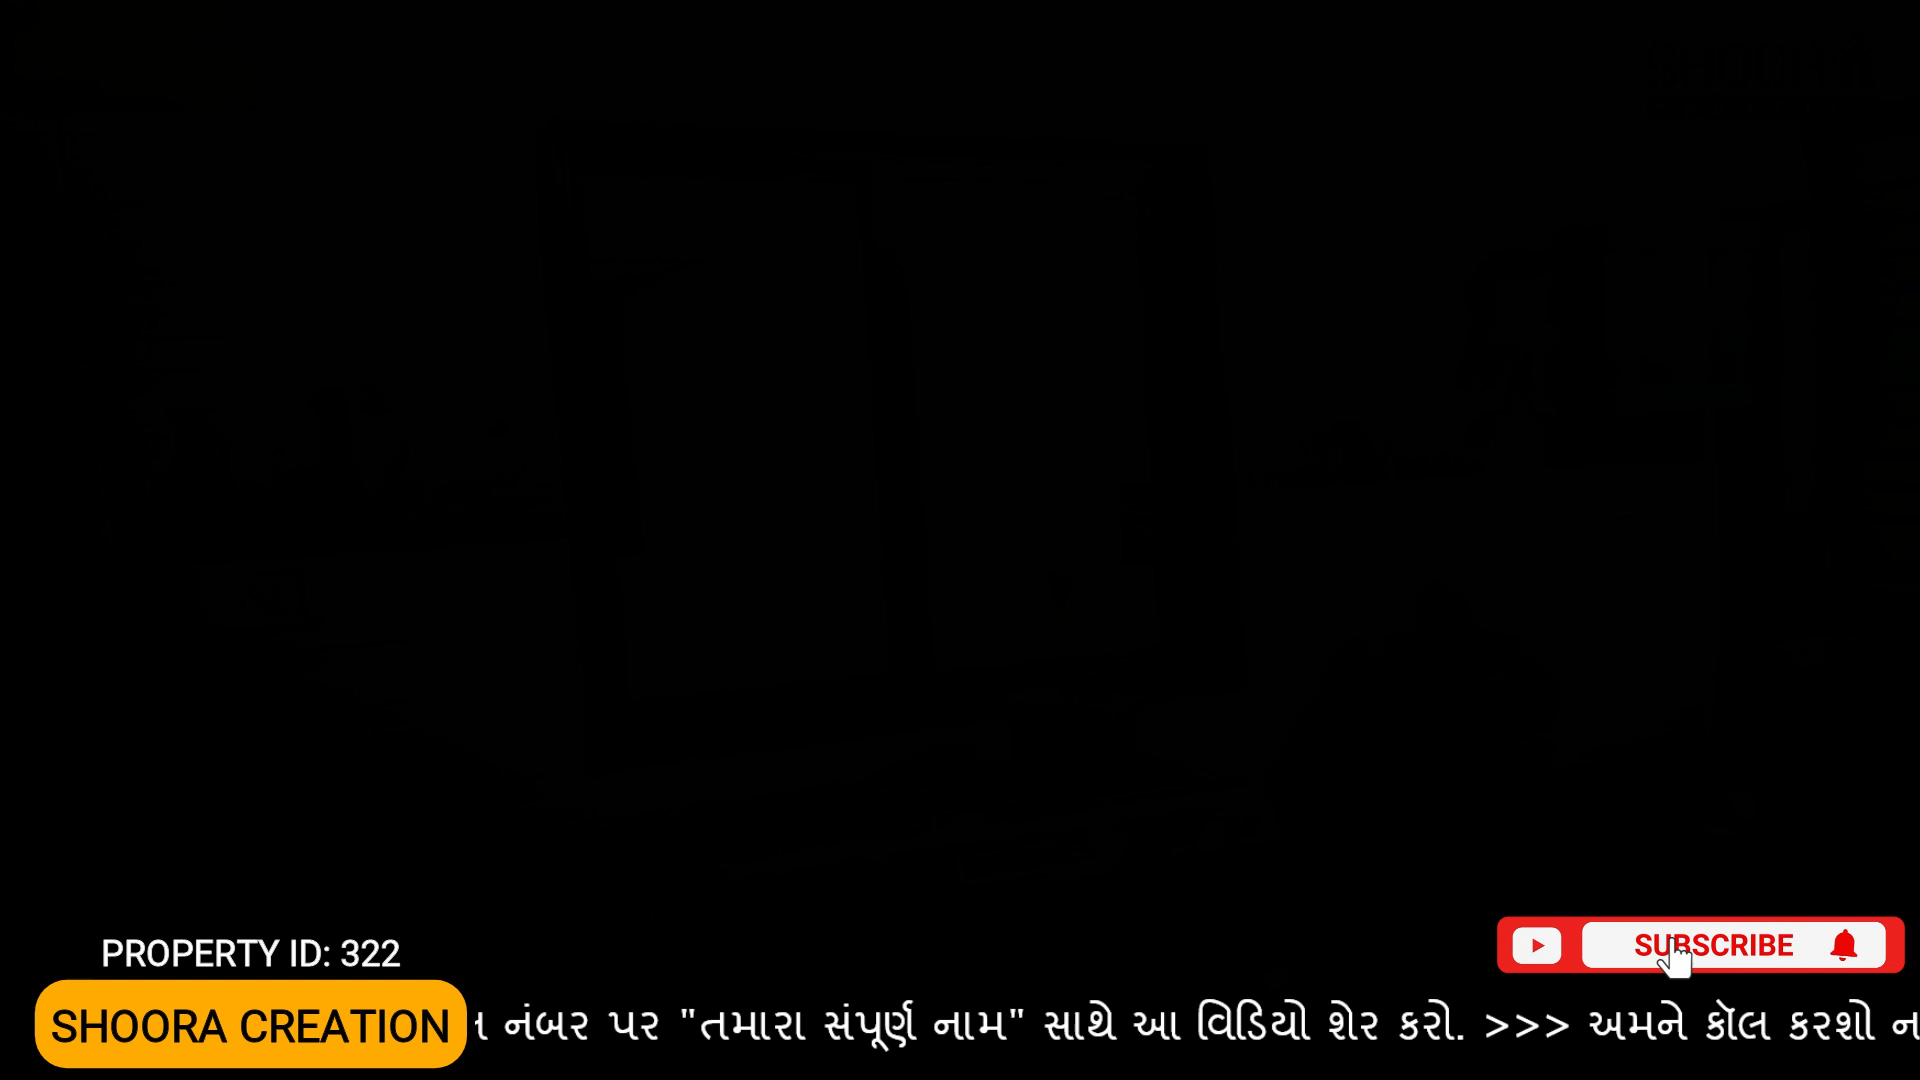 PROPERTY ID: 322
SUBSCRIBE
SHOORA CREATION
નંબર પર "તમારા સંપૂર્ણ નામ" સાથે આ વિડિયો શેર કરો. >>> અમને કૉલ કરશો